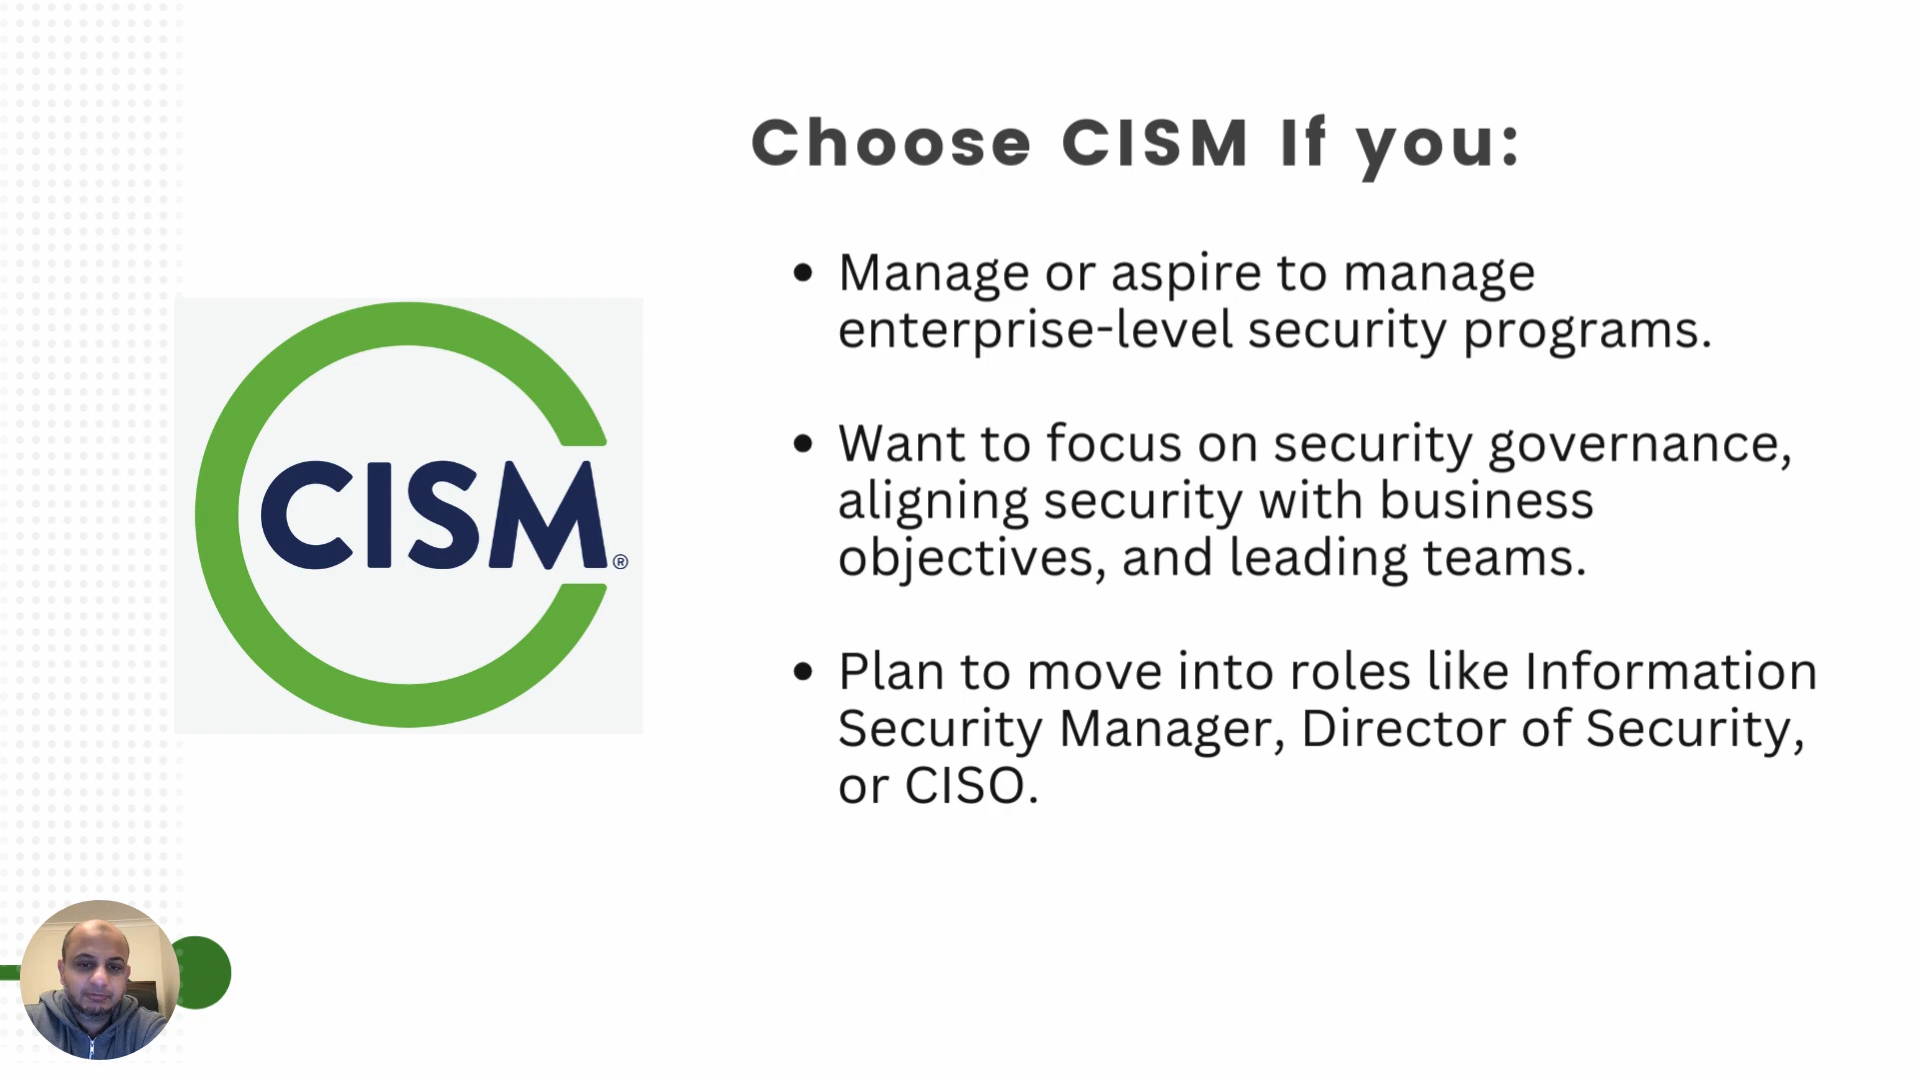 Choose CISM If you:
• Manage or aspire to manage
enterprise-level security programs.
• Want to focus on security governance,
aligning security with business
objectives, and leading teams.
• Plan to move into roles like Information
Security Manager, Director of Security,
or CISO.
CISM®